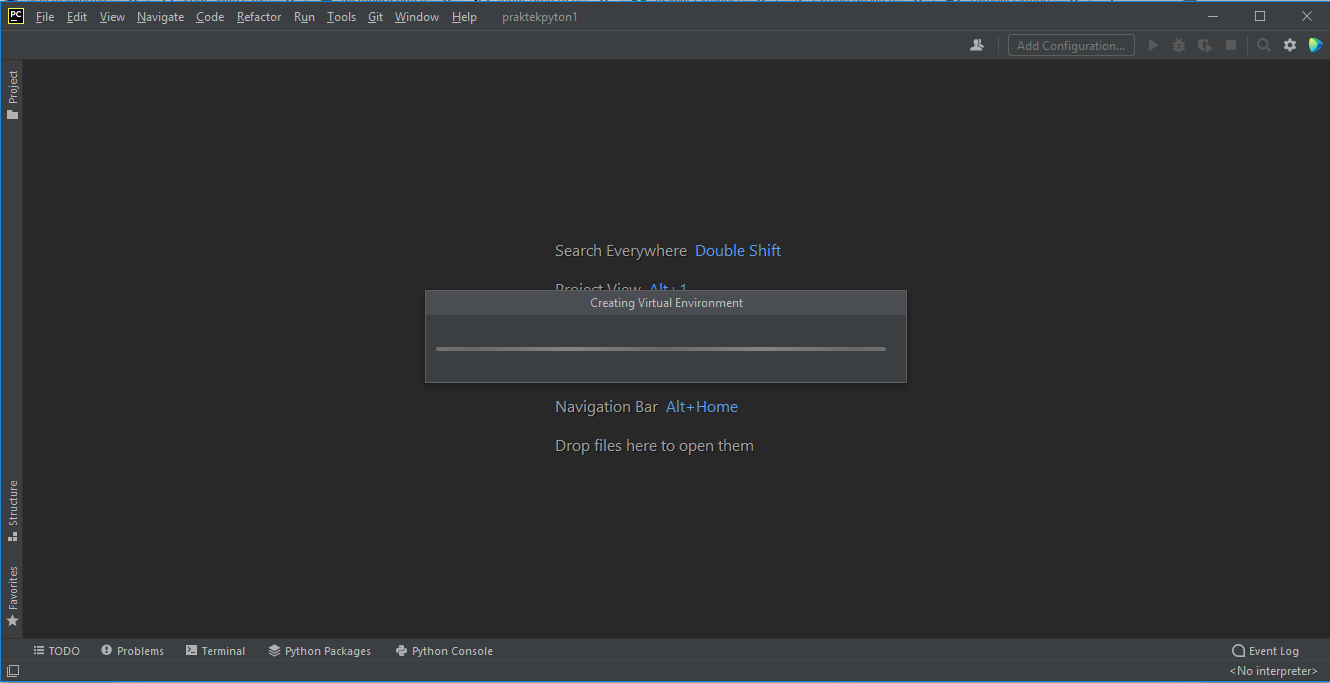 PC File Edit View Navigate Code Refactor Run Tools Git Window Help praktekpyton1
Add Configuration...
Project
Search Everywhere Double Shift
Project View Alt+1
Creating Virtual Environment
Navigation Bar Alt+Home
Drop files here to open them
Structure
Favorites
TODO Problems Terminal Python Packages Python Console Event Log
<No interpreter>